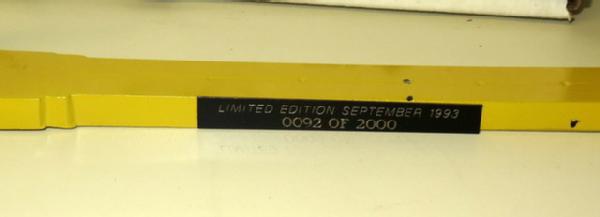 LIMITED EDITION SEPTEMBER 1993
0092 OF 2000